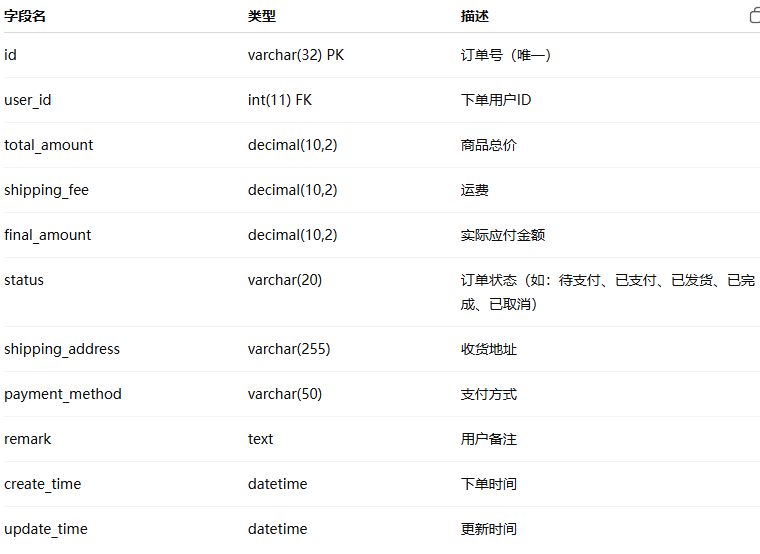 字段名 类型 描述
id varchar(32) PK 订单号（唯一）
user_id int(11) FK 下单用户ID
total_amount decimal(10,2) 商品总价
shipping_fee decimal(10,2) 运费
final_amount decimal(10,2) 实际应付金额
status varchar(20) 订单状态（如：待支付、已支付、已发货、已完
成、已取消）
shipping_address varchar(255) 收货地址
payment_method varchar(50) 支付方式
remark text 用户备注
create_time datetime 下单时间
update_time datetime 更新时间